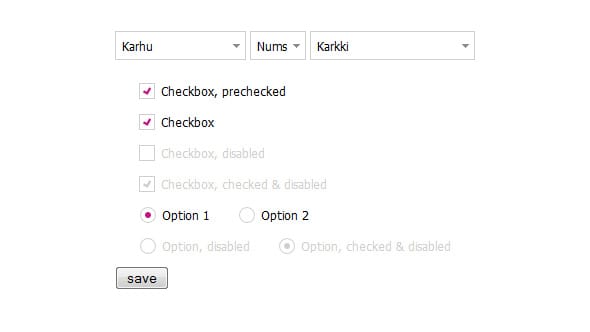 Karhu Nums Karkki
Checkbox, prechecked
Checkbox
Checkbox, disabled
Checkbox, checked & disabled
Option 1 Option 2
Option, disabled Option, checked & disabled
save